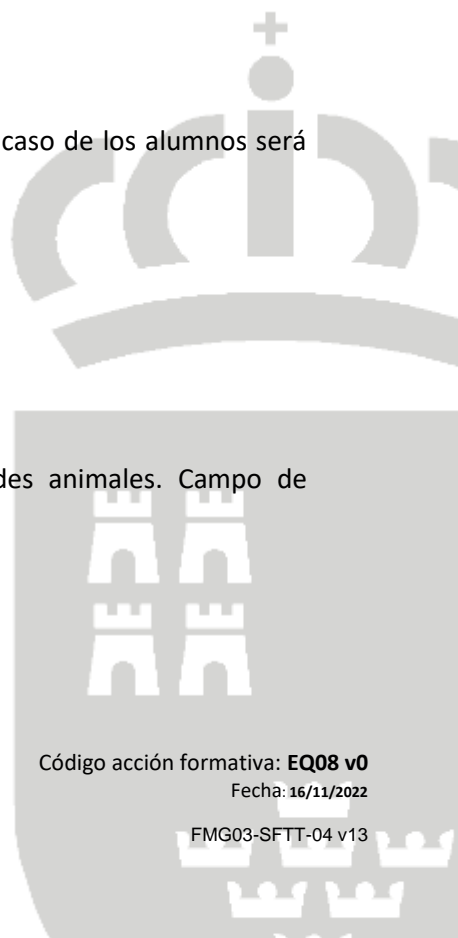 caso de los alumnos será
des animales. Campo de
Código acción formativa: EQ08 v0
Fecha: 16/11/2022
FMG03-SFTT-04 v13